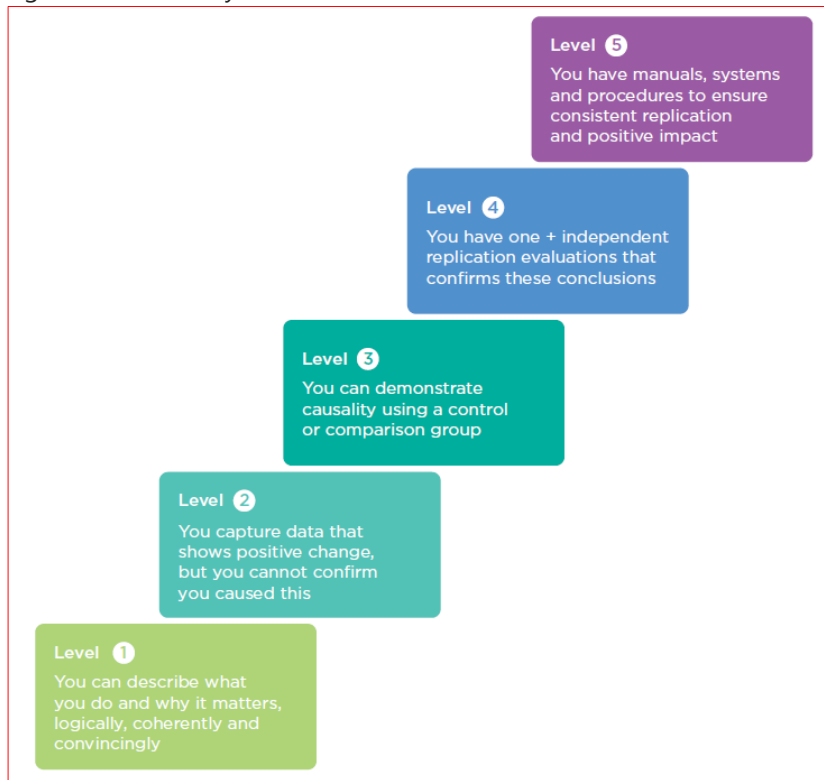 Level 5
You have manuals, systems
and procedures to ensure
consistent replication
and positive impact
Level 4
You have one + independent
replication evaluations that
confirms these conclusions
Level 3
You can demonstrate
causality using a control
or comparison group
Level 2
You capture data that
shows positive change,
but you cannot confirm
you caused this
Level 1
You can describe what
you do and why it matters,
logically, coherently and
convincingly